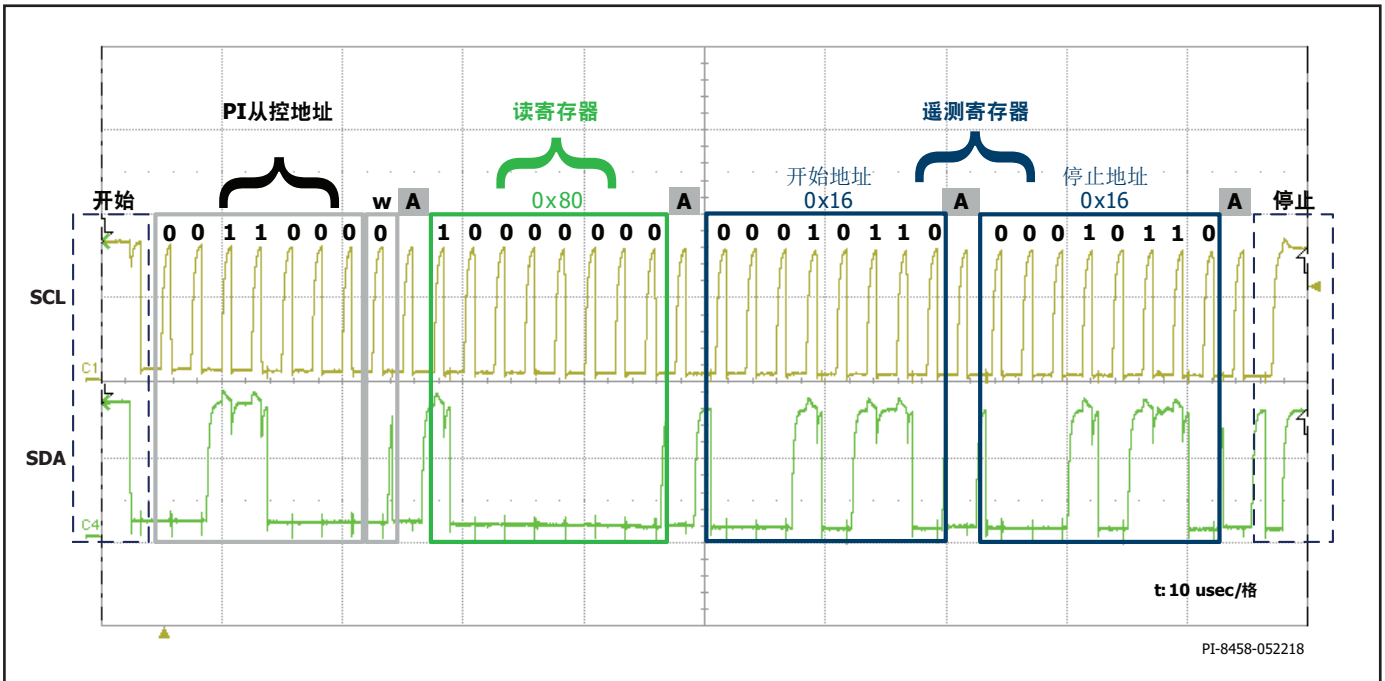 PI从控地址
读寄存器
遥测寄存器
开始地址
停止地址
开始
w
A
0x80
A
0x16
A
0x16
A
停止
0 0 1 1 0 0 0 0 1 0 0 0 0 0 0 0 0 0 0 1 0 1 1 0 0 0 0 1 0 1 1 0
SCL
C1
SDA
C4
t: 10 usec/格
PI-8458-052218